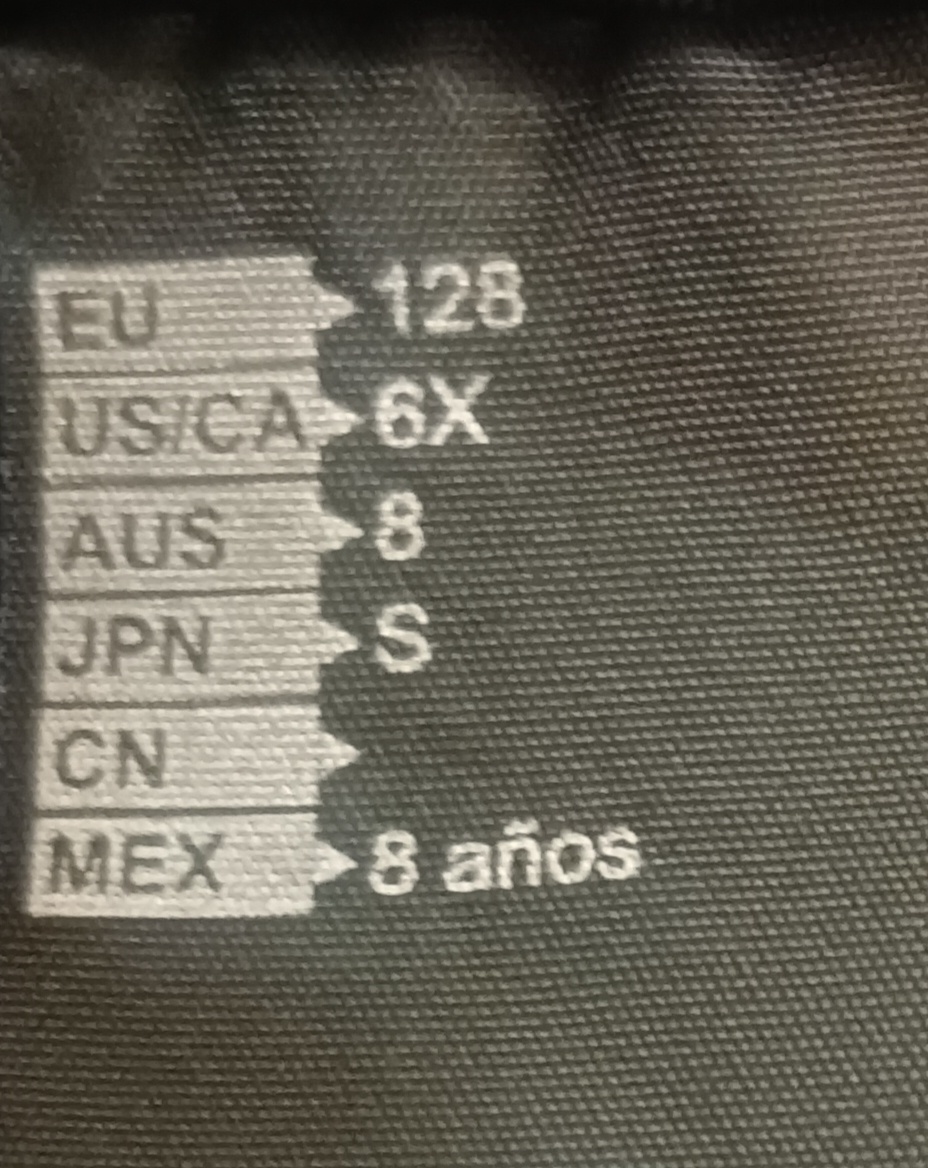 EU 128
US/CA 6X
AUS 8
JPN S
CN
MEX 8 años